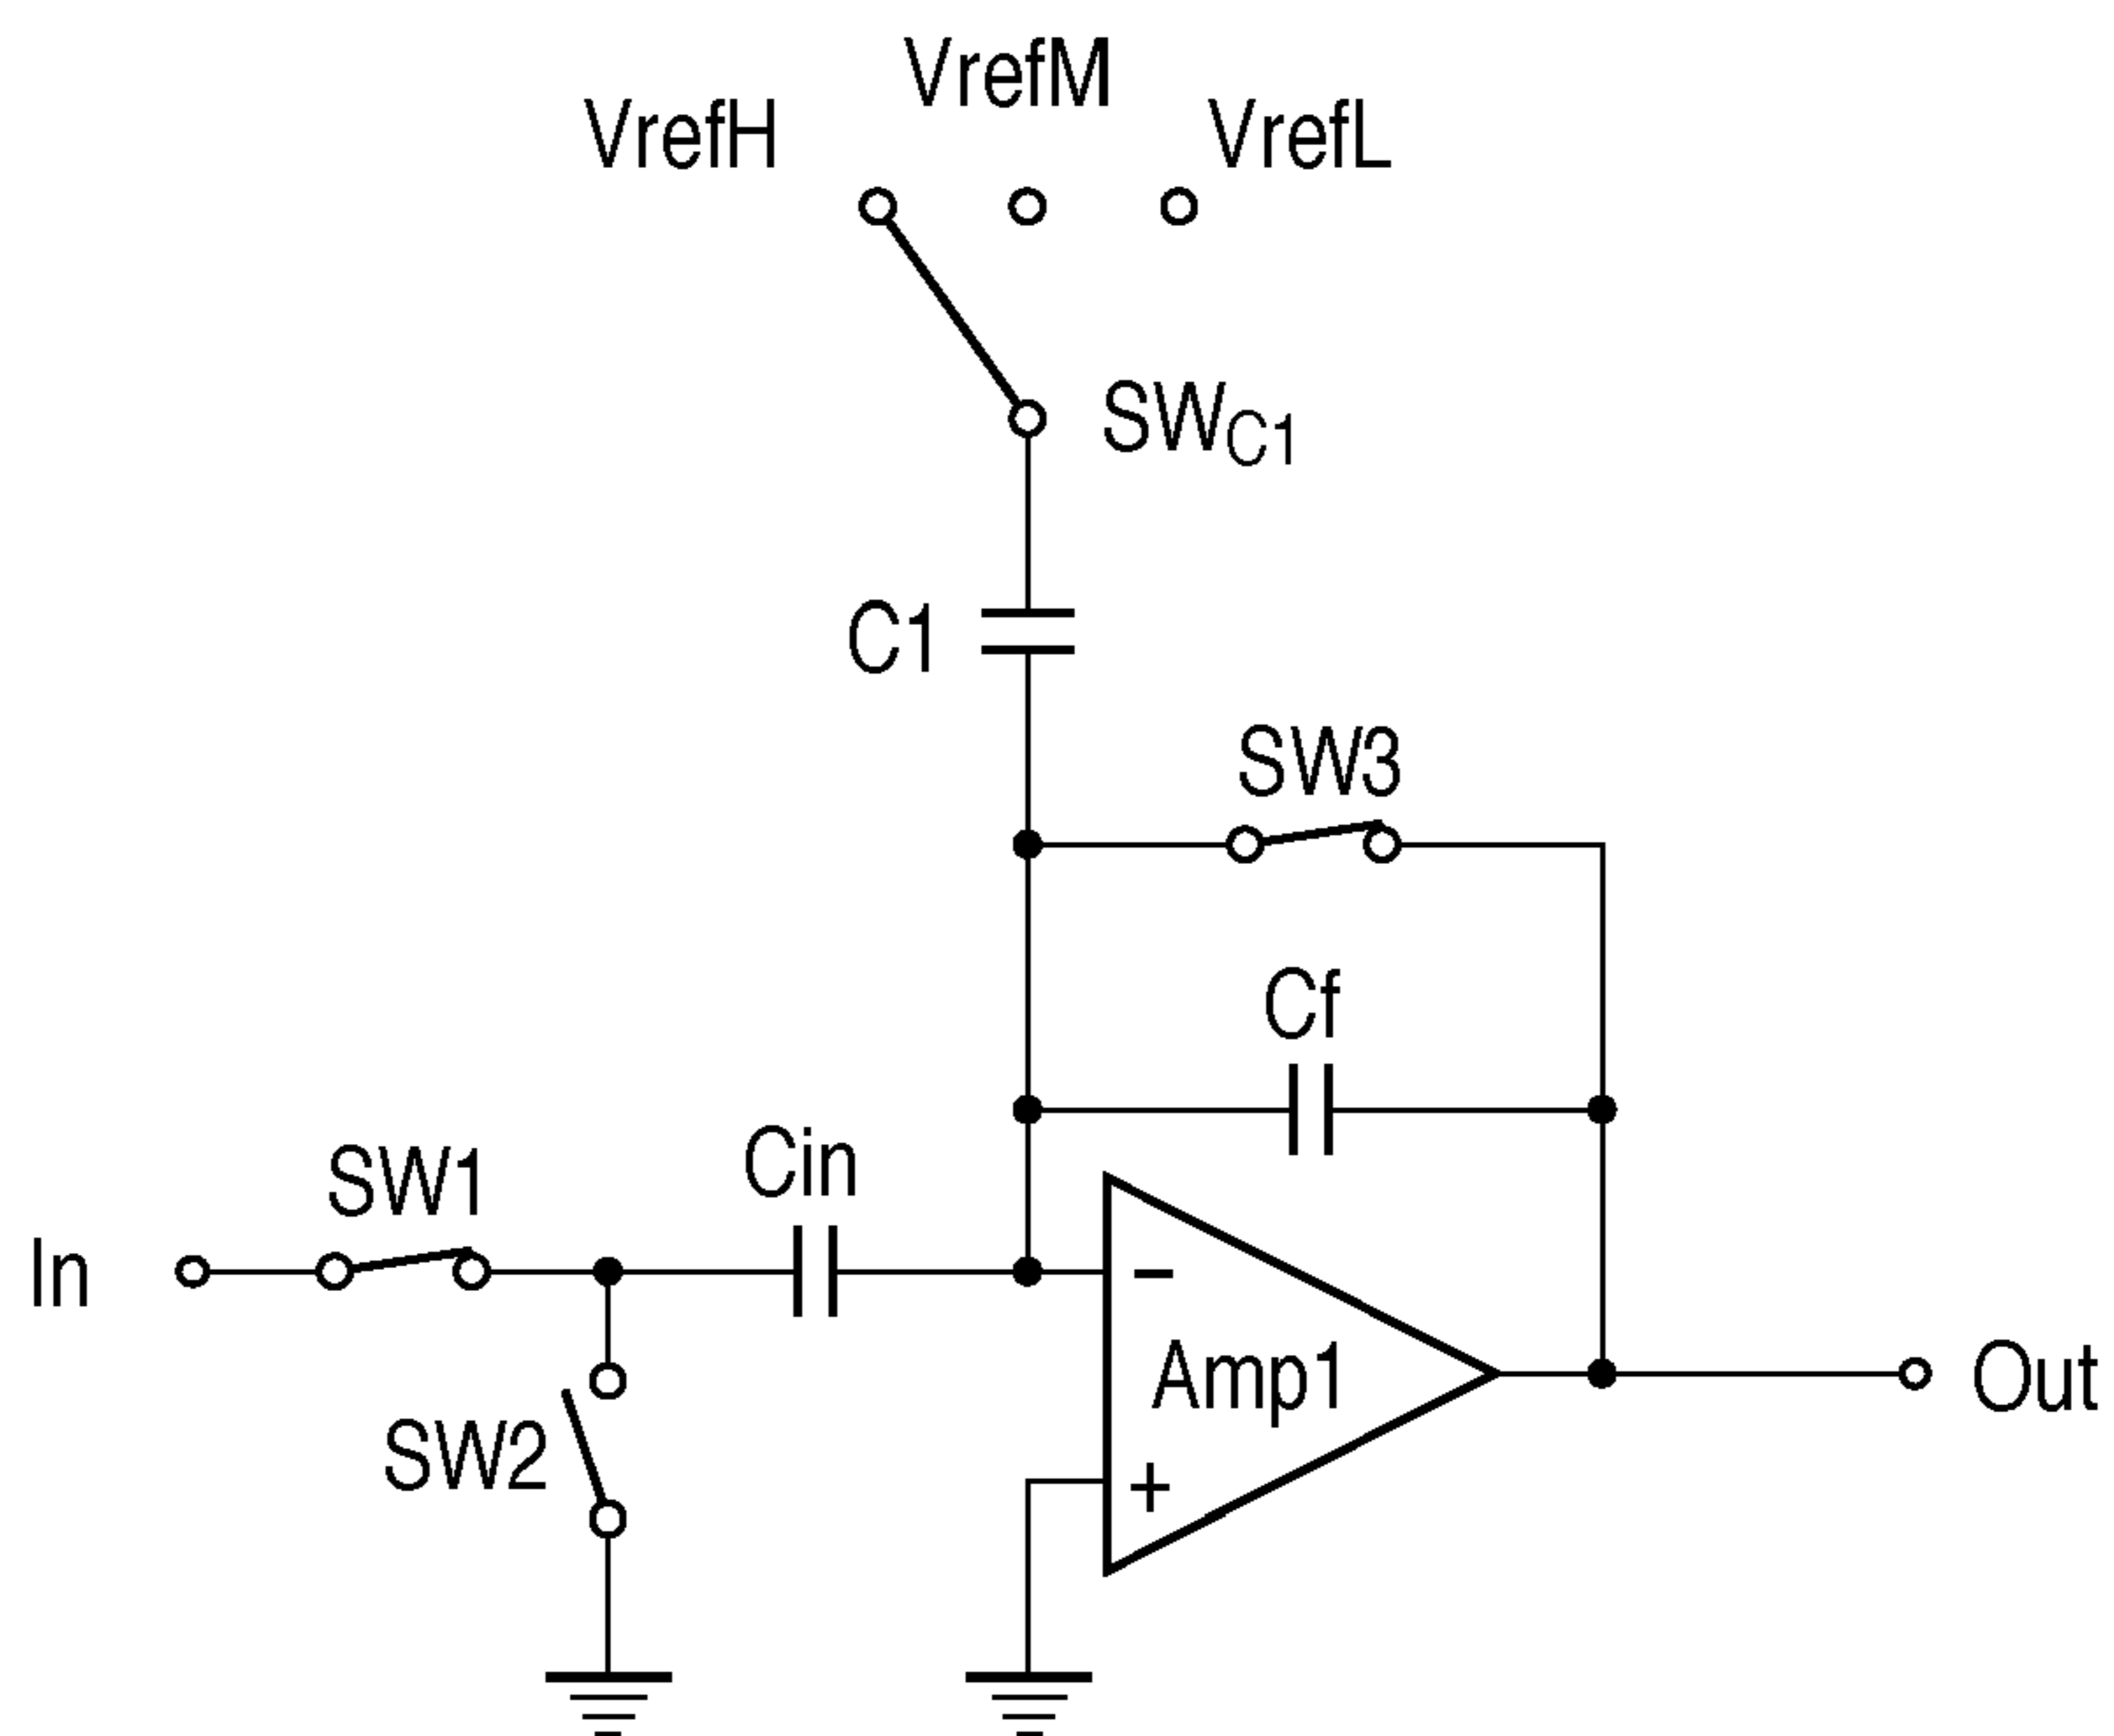 VrefM
VrefH
VrefL
SWC1
C1
SW3
Cf
Cin
SW1
In
-
Amp1
Out
SW2
+